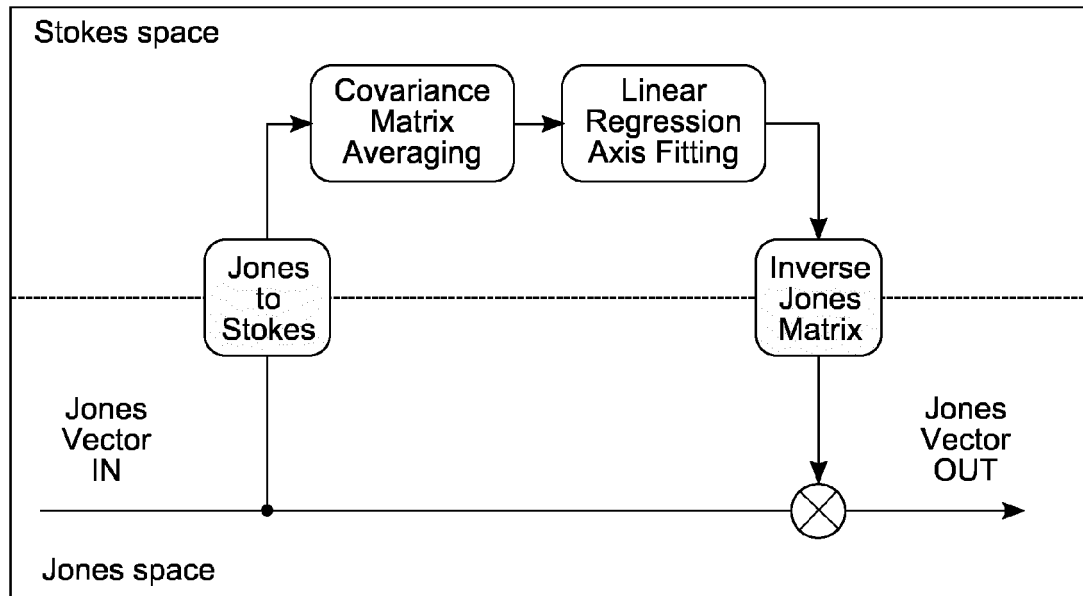 Stokes space
Covariance
Matrix
Averaging
Linear
Regression
Axis Fitting
Jones
to
Stokes
Inverse
Jones
Matrix
Jones
Vector
IN
Jones
Vector
OUT
Jones space